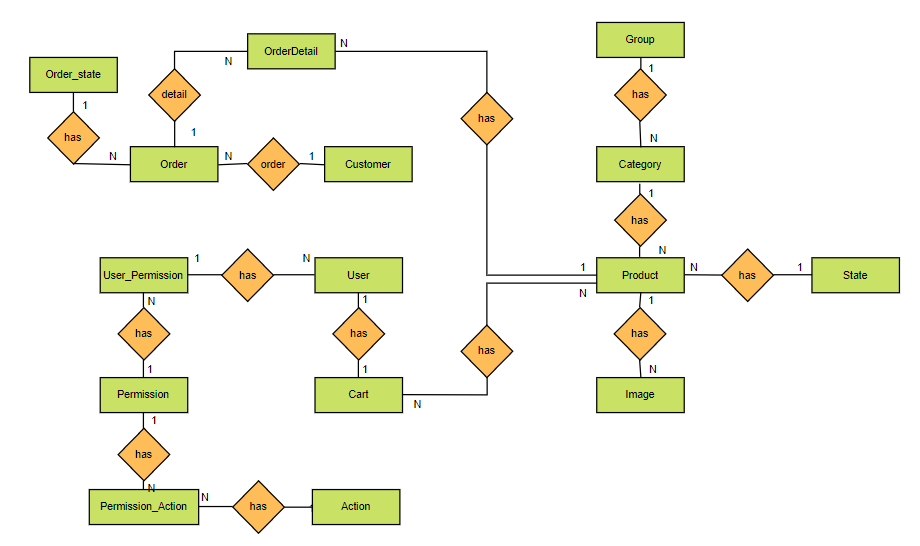 Group
N
OrderDetail
N
1
Order_state
has
detail
1
has
has
1
N
has
N
Order
N
order
1
Customer
Category
1
has
N
1
has
N
User_Permission
User
1
Product
N
has
1
State
N
N
1
1
has
has
has
has
1
1
N
Permission
Cart
Image
N
1
has
N
Permission_Action
N
has
Action